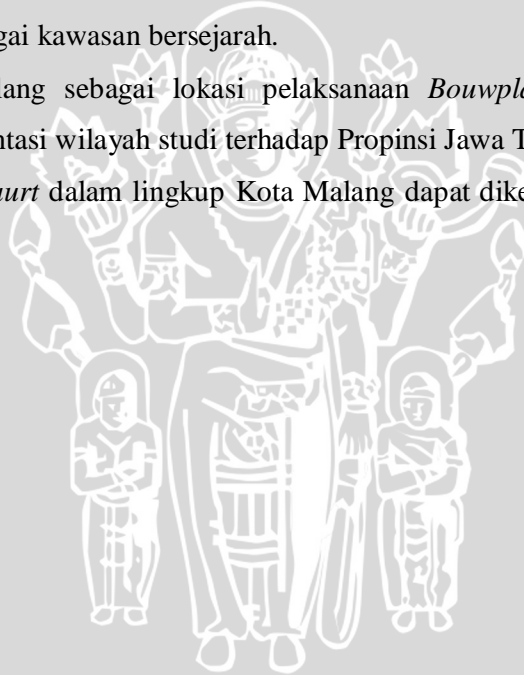 gai kawasan bersejarah.
lang sebagai lokasi pelaksanaan Bouwpla
ntasi wilayah studi terhadap Propinsi Jawa T
urt dalam lingkup Kota Malang dapat dike